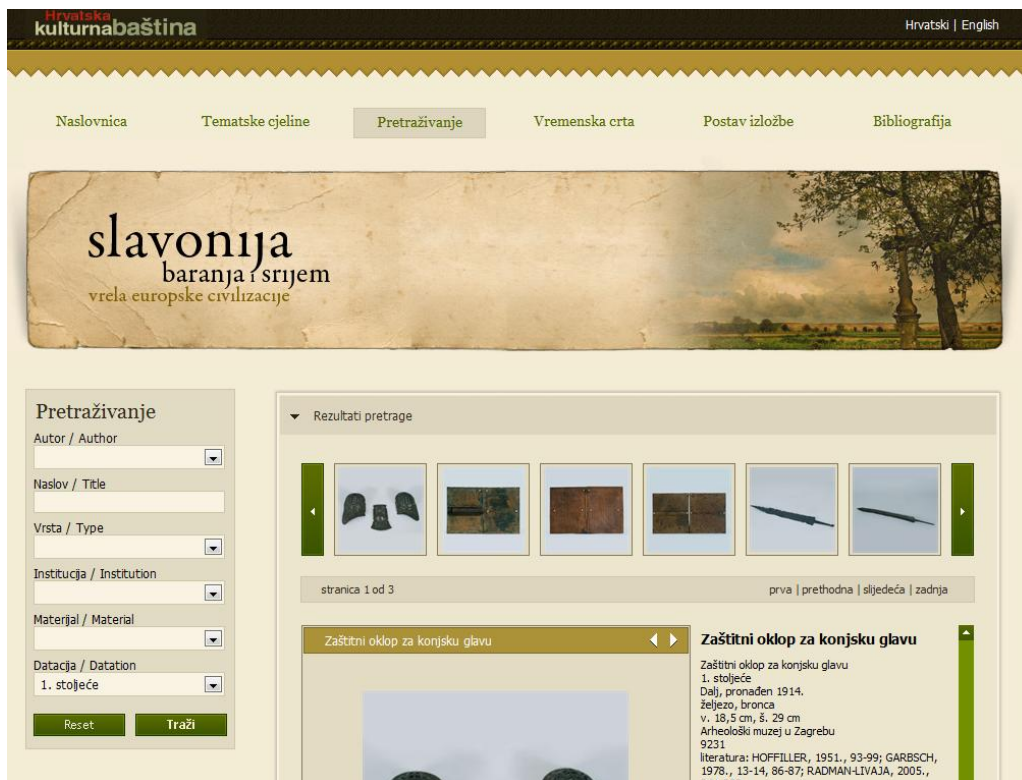 Hrvatska
kulturnabaština
Hrvatski | English
Naslovnica
Tematske cjeline
Pretraživanje
Vremenska crta
Postav izložbe
Bibliografija
slavonija
baranja i srijem
vrela europske civilizacije
Pretraživanje
Autor / Author
Naslov / Title
Vrsta / Type
Institucija / Institution
Materijal / Material
Datacija / Datation
1. stoljeće
Reset
Traži
Rezultati pretrage
stranica 1 od 3
prva | prethodna | slijedeća | zadnja
Zaštitni oklop za konjsku glavu
Zaštitni oklop za konjsku glavu
Zaštitni oklop za konjsku glavu
1. stoljeće
Dalj, pronađen 1914.
željezo, bronca
v. 18,5 cm, š. 29 cm
Arheološki muzej u Zagrebu
9231
literatura: HOFFILLER, 1951., 93-99; GARBSCH,
1978., 13-14, 86-87; RADMAN-LIVAJA, 2005.,